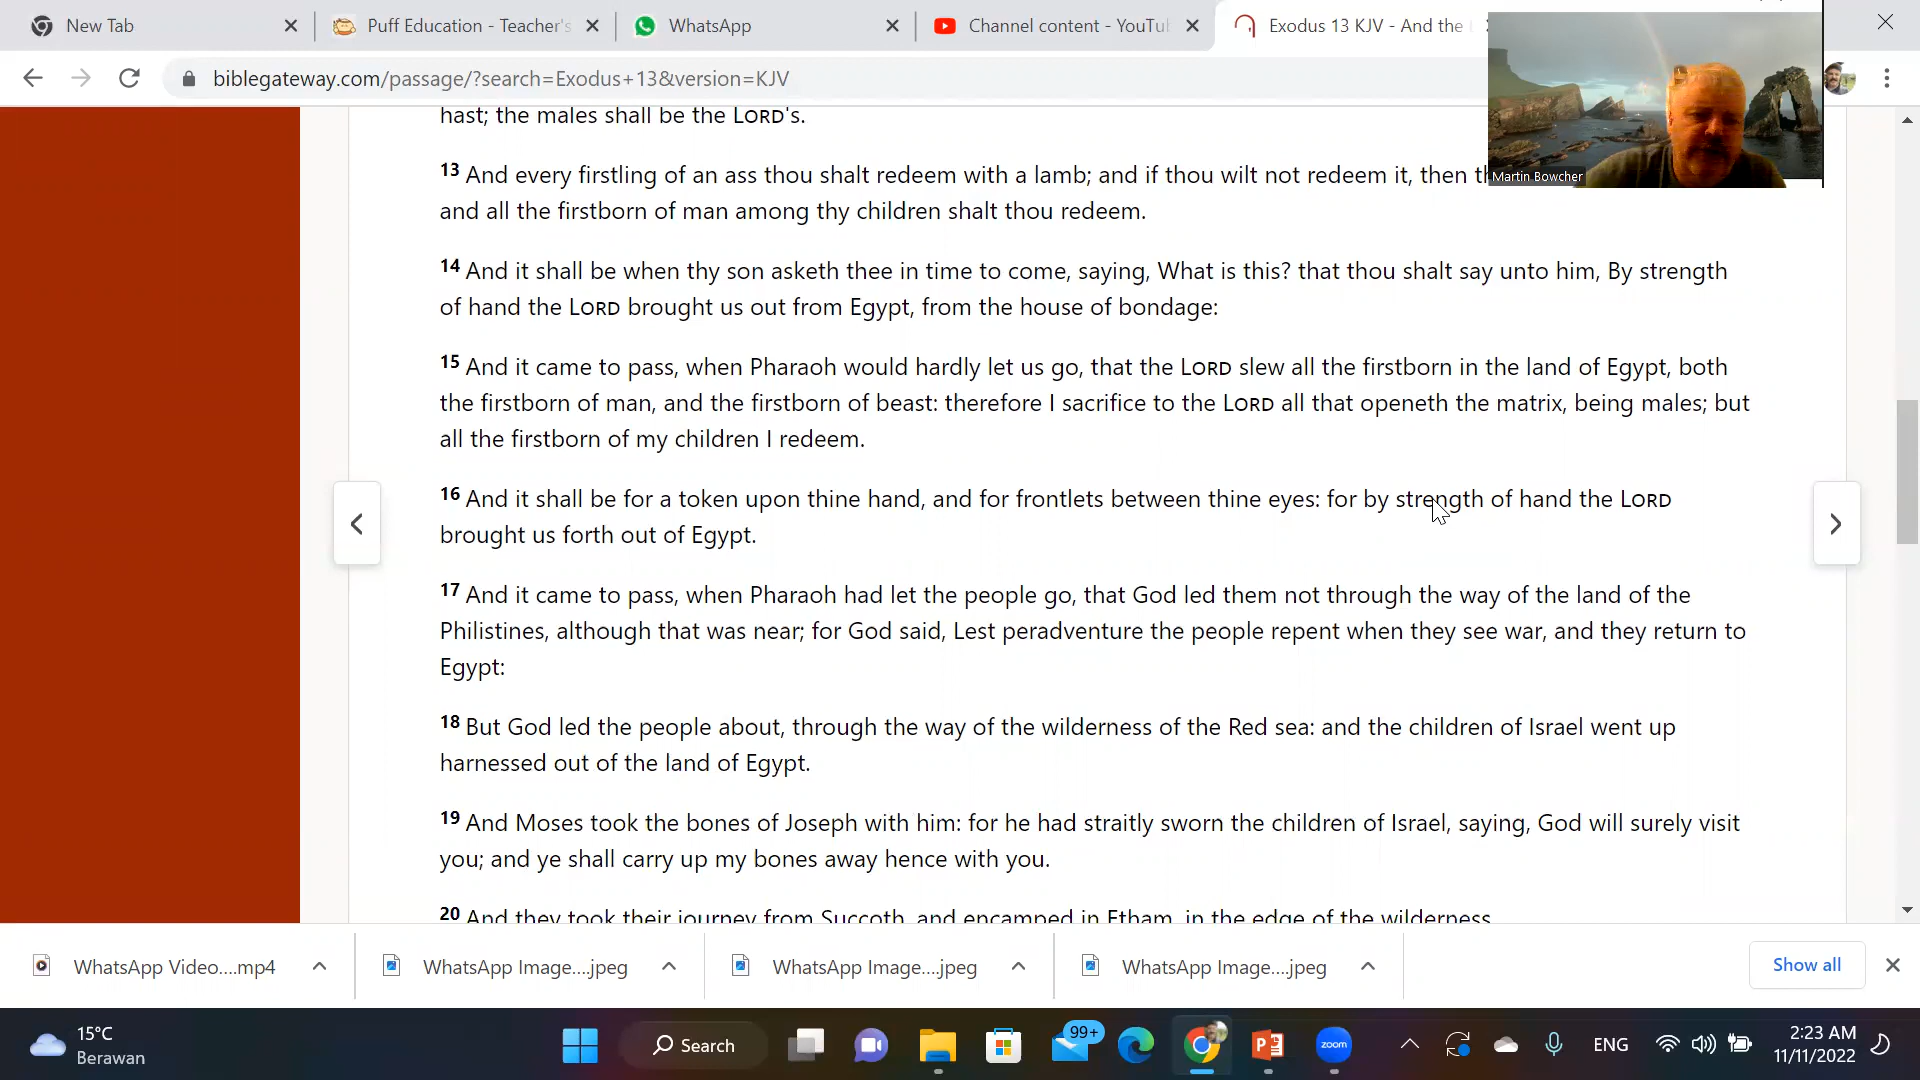 New Tab
Puff Education - Teacher's
WhatsApp
Channel content - YouTu
Exodus 13 KJV - And the
biblegateway.com/passage/?search=Exodus+13&version=KJV
Martin Bowcher
hast; the males shall be the LORD's.
13 And every firstling of an ass thou shalt redeem with a lamb; and if thou wilt not redeem it, then
and all the firstborn of man among thy children shalt thou redeem.
14 And it shall be when thy son asketh thee in time to come, saying, What is this? that thou shalt say unto him, By strength
of hand the LORD brought us out from Egypt, from the house of bondage:
15 And it came to pass, when Pharaoh would hardly let us go, that the LORD slew all the firstborn in the land of Egypt, both
the firstborn of man, and the firstborn of beast: therefore I sacrifice to the LORD all that openeth the matrix, being males; but
all the firstborn of my children I redeem.
16 And it shall be for a token upon thine hand, and for frontlets between thine eyes: for by strength of hand the LORD
brought us forth out of Egypt.
17 And it came to pass, when Pharaoh had let the people go, that God led them not through the way of the land of the
Philistines, although that was near; for God said, Lest peradventure the people repent when they see war, and they return to
Egypt:
18 But God led the people about, through the way of the wilderness of the Red sea: and the children of Israel went up
harnessed out of the land of Egypt.
19 And Moses took the bones of Joseph with him: for he had straitly sworn the children of Israel, saying, God will surely visit
you; and ye shall carry up my bones away hence with you.
20 And they took their journey from Succoth, and encamped in Etham, in the edge of the wilderness.
WhatsApp Video....mp4
WhatsApp Image....jpeg
WhatsApp Image....jpeg
WhatsApp Image....jpeg
Show all
15°C
Berawan
Search
99+
zoom
ENG
2:23 AM
11/11/2022